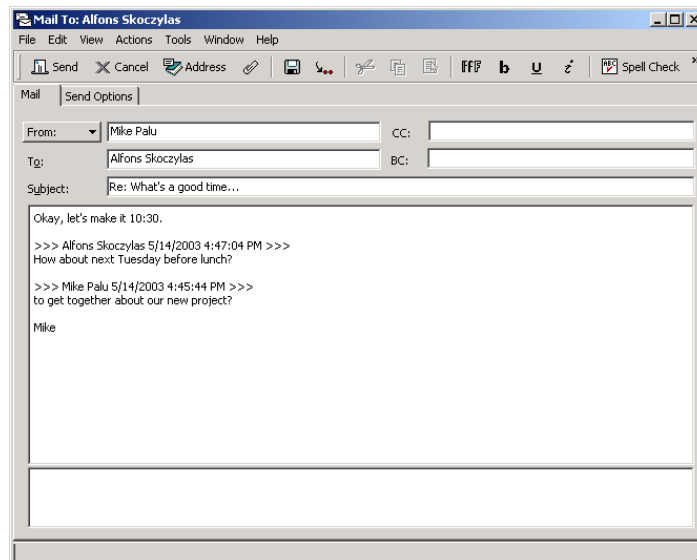 Mail To: Alfons Skoczylas
File Edit View Actions Tools Window Help
Send Cancel Address b u i ABC Spell Check »
Mail Send Options
From: Mike Palu CC:
To: Alfons Skoczylas BC:
Subject: Re: What's a good time...
Okay, let's make it 10:30.
>>> Alfons Skoczylas 5/14/2003 4:47:04 PM >>>
How about next Tuesday before lunch?
>>> Mike Palu 5/14/2003 4:45:44 PM >>>
to get together about our new project?
Mike